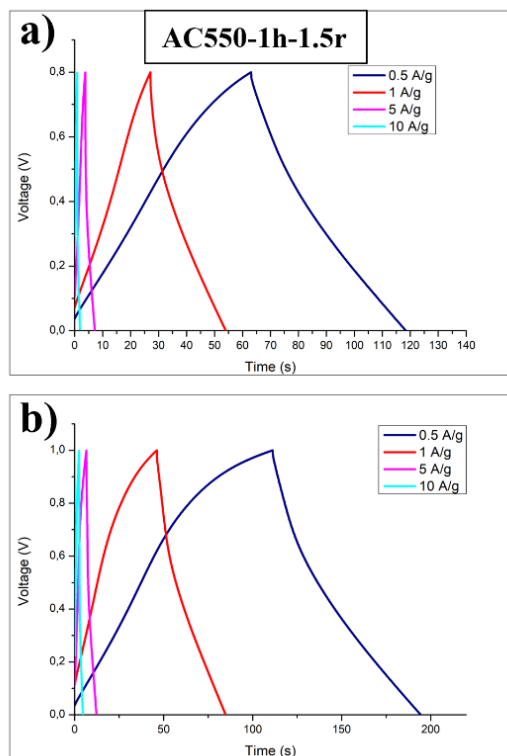 a)
AC550-1h-1.5r
0.5 A/g
1 A/g
5 A/g
10 A/g
Voltage (V)
0,8
0,6
0,4
0,2
0,0
0 10 20 30 40 50 60 70 80 90 100 110 120 130 140
Time (s)
b)
0.5 A/g
1 A/g
5 A/g
10 A/g
Voltage (V)
1,0
0,8
0,6
0,4
0,2
0,0
0 50 100 150 200
Time (s)